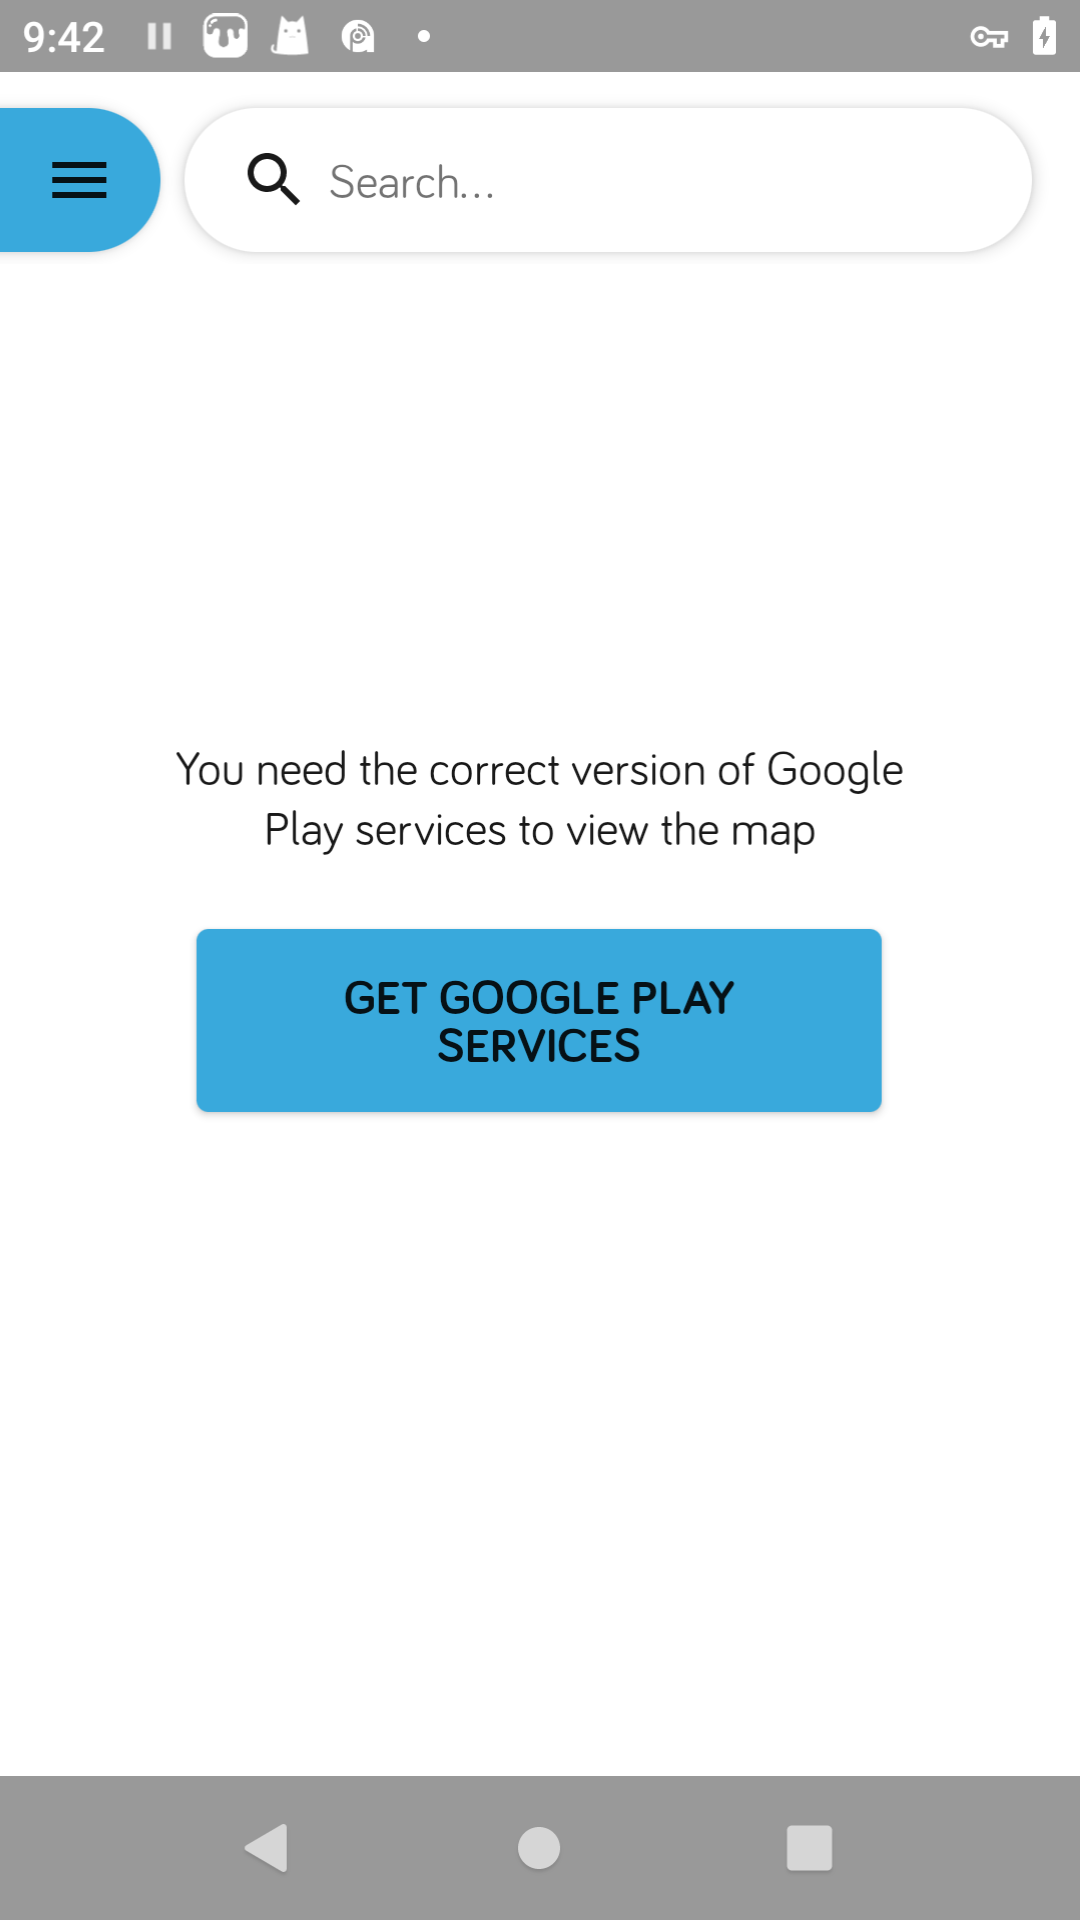 9:42
Search...
You need the correct version of Google
Play services to view the map
GET GOOGLE PLAY
SERVICES